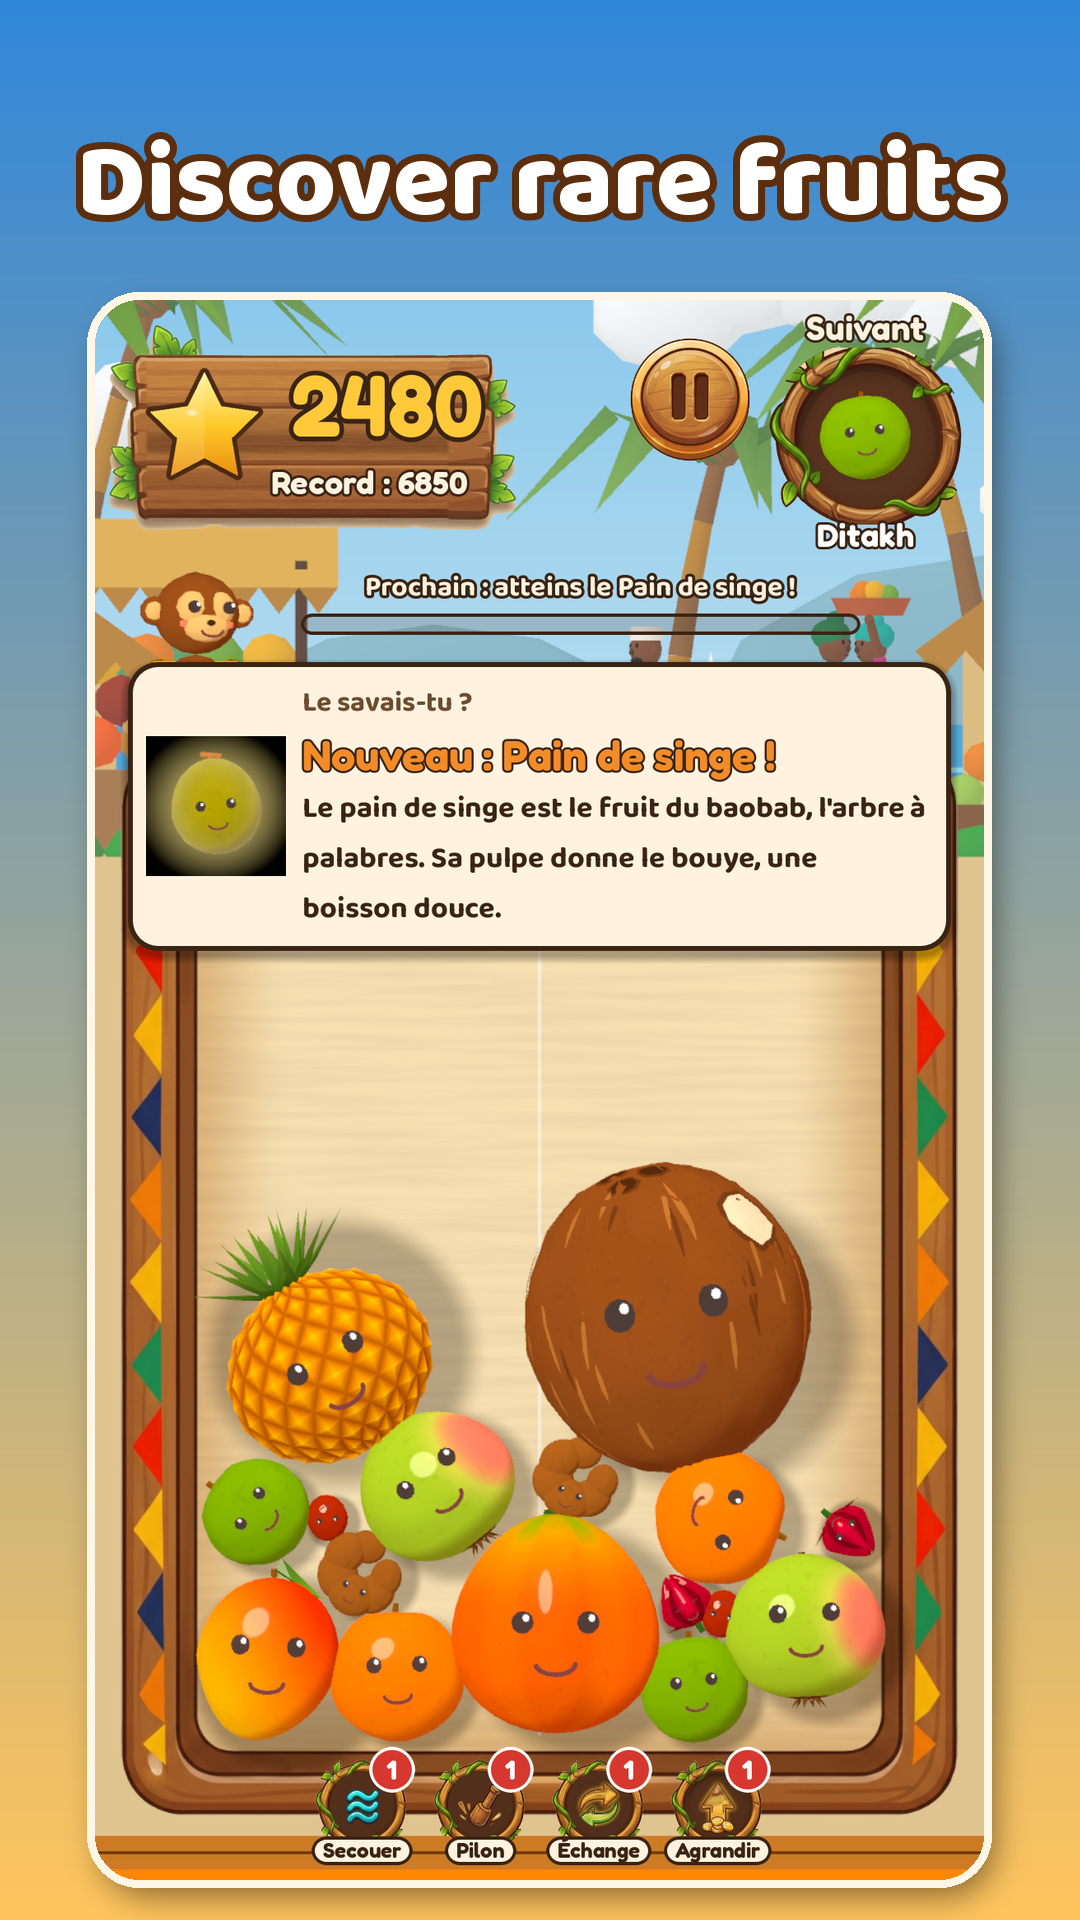 Discover rare fruits
Suivant
2480
Record : 6850
Ditakh
Prochain : atteins le Pain de singe !
Le savais-tu ?
Nouveau : Pain de singe !
Le pain de singe est le fruit du baobab, l'arbre à
palabres. Sa pulpe donne le bouye, une
boisson douce.
1
1
1
1
Secouer
Pilon
Échange
Agrandir